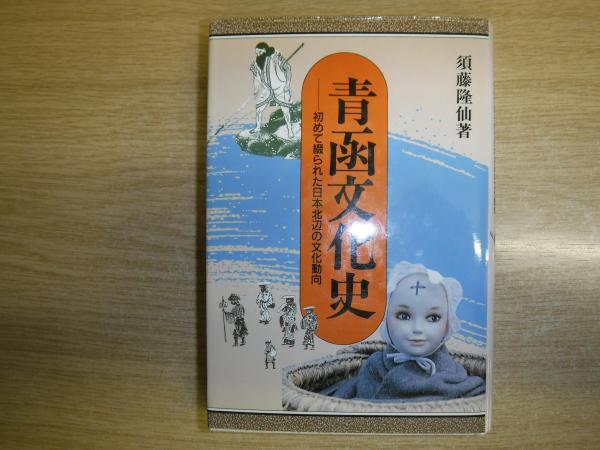 須藤隆仙著
青函文化史
──初めて綴られた日本北辺の文化動向